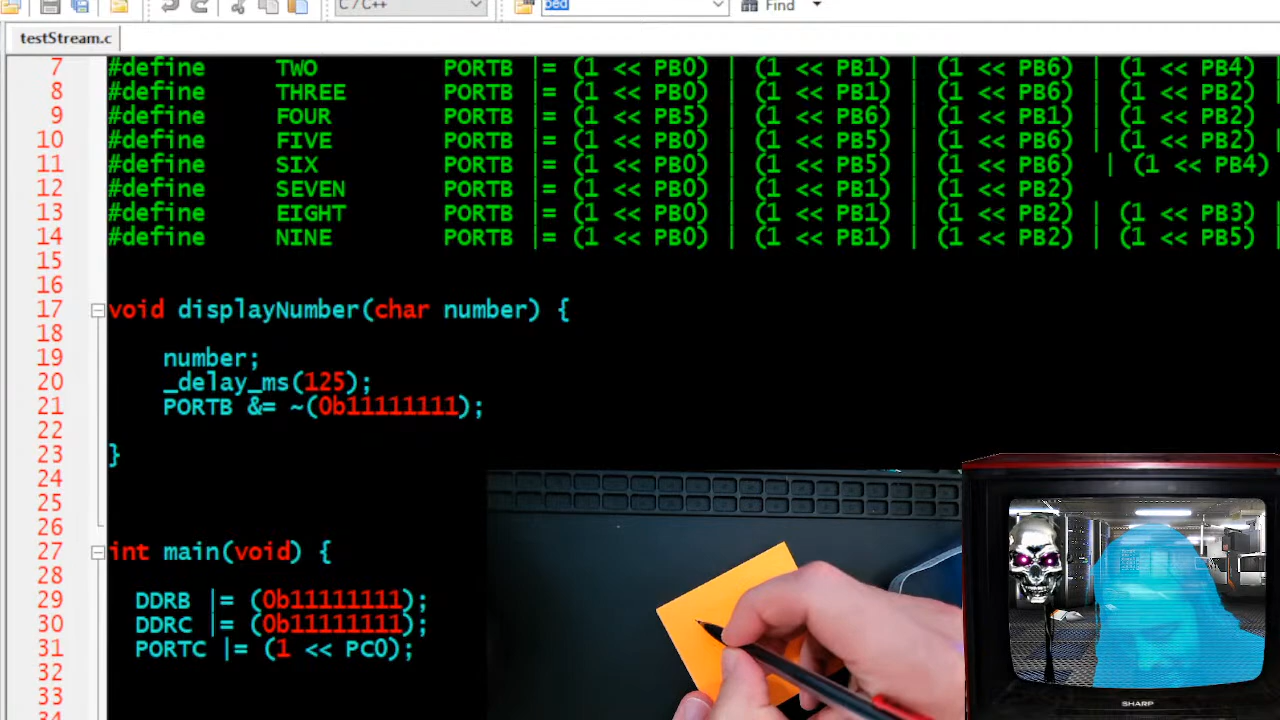 C / C++
ped
Find
testStream.c
7 #define TWO PORTB |= (1 << PB0) | (1 << PB1) | (1 << PB6) | (1 << PB4) |
8 #define THREE PORTB |= (1 << PB0) | (1 << PB1) | (1 << PB6) | (1 << PB2) |
9 #define FOUR PORTB |= (1 << PB5) | (1 << PB6) | (1 << PB1) | (1 << PB2)
10 #define FIVE PORTB |= (1 << PB0) | (1 << PB5) | (1 << PB6) | (1 << PB2) |
11 #define SIX PORTB |= (1 << PB0) | (1 << PB5) | (1 << PB6) | (1 << PB4)
12 #define SEVEN PORTB |= (1 << PB0) | (1 << PB1) | (1 << PB2)
13 #define EIGHT PORTB |= (1 << PB0) | (1 << PB1) | (1 << PB2) | (1 << PB3) |
14 #define NINE PORTB |= (1 << PB0) | (1 << PB1) | (1 << PB2) | (1 << PB5) |
15
16
17 void displayNumber(char number) {
18
19 number;
20 _delay_ms(125);
21 PORTB &= ~(0b11111111);
22
23 }
24
25
26
27 int main(void) {
28
29 DDRB |= (0b11111111);
30 DDRC |= (0b11111111);
31 PORTC |= (1 << PC0);
32
33
34
SHARP